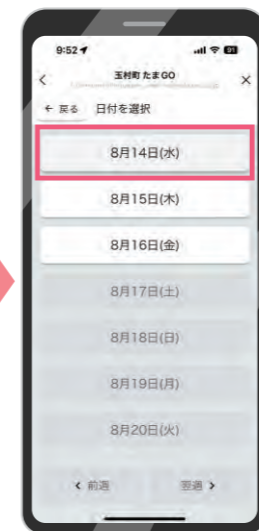 9:52
91
玉村町 たまGO
← 戻る 日付を選択
8月14日(水)
8月15日(木)
8月16日(金)
8月17日(土)
8月18日(日)
8月19日(月)
8月20日(火)
< 前週 翌週 >